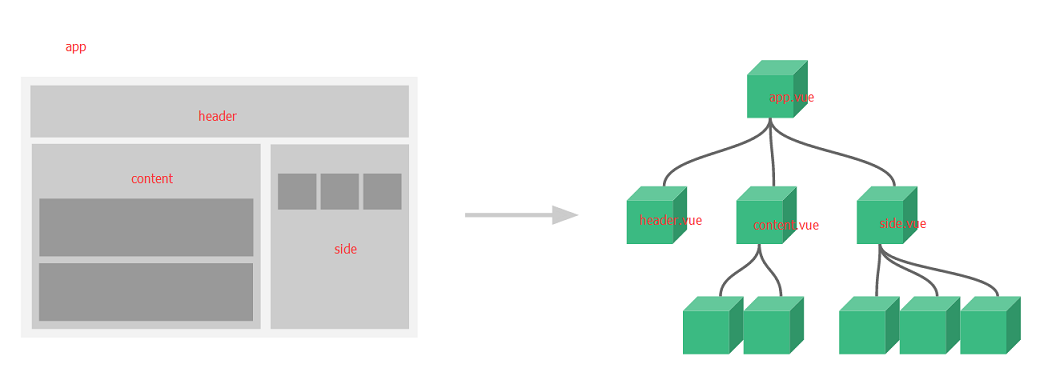 app
header
content
side
app.vue
header.vue
content.vue
side.vue